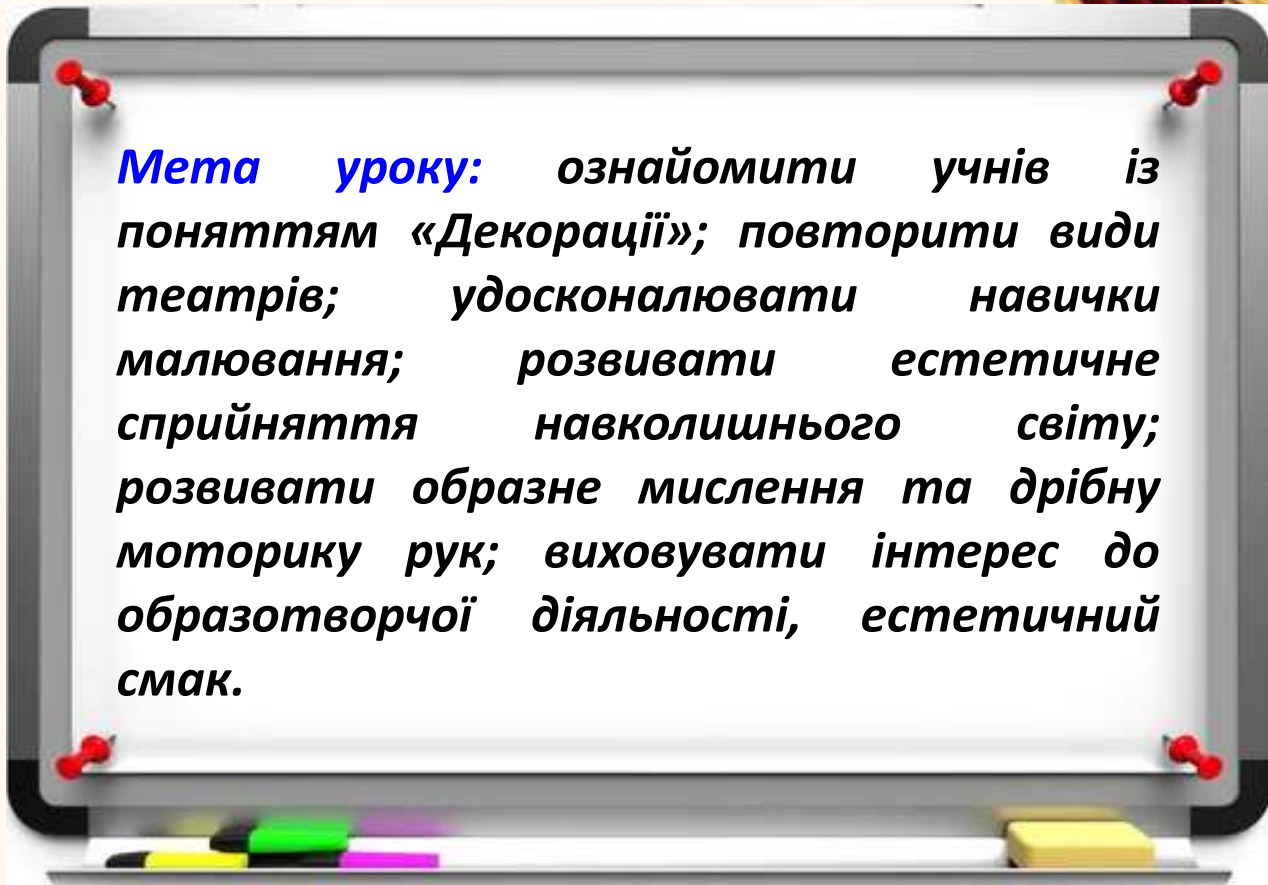 Мета уроку: ознайомити учнів із
поняттям «Декорації»; повторити види
театрів; удосконалювати навички
малювання; розвивати естетичне
сприйняття навколишнього світу;
розвивати образне мислення та дрібну
моторику рук; виховувати інтерес до
образотворчої діяльності, естетичний
смак.